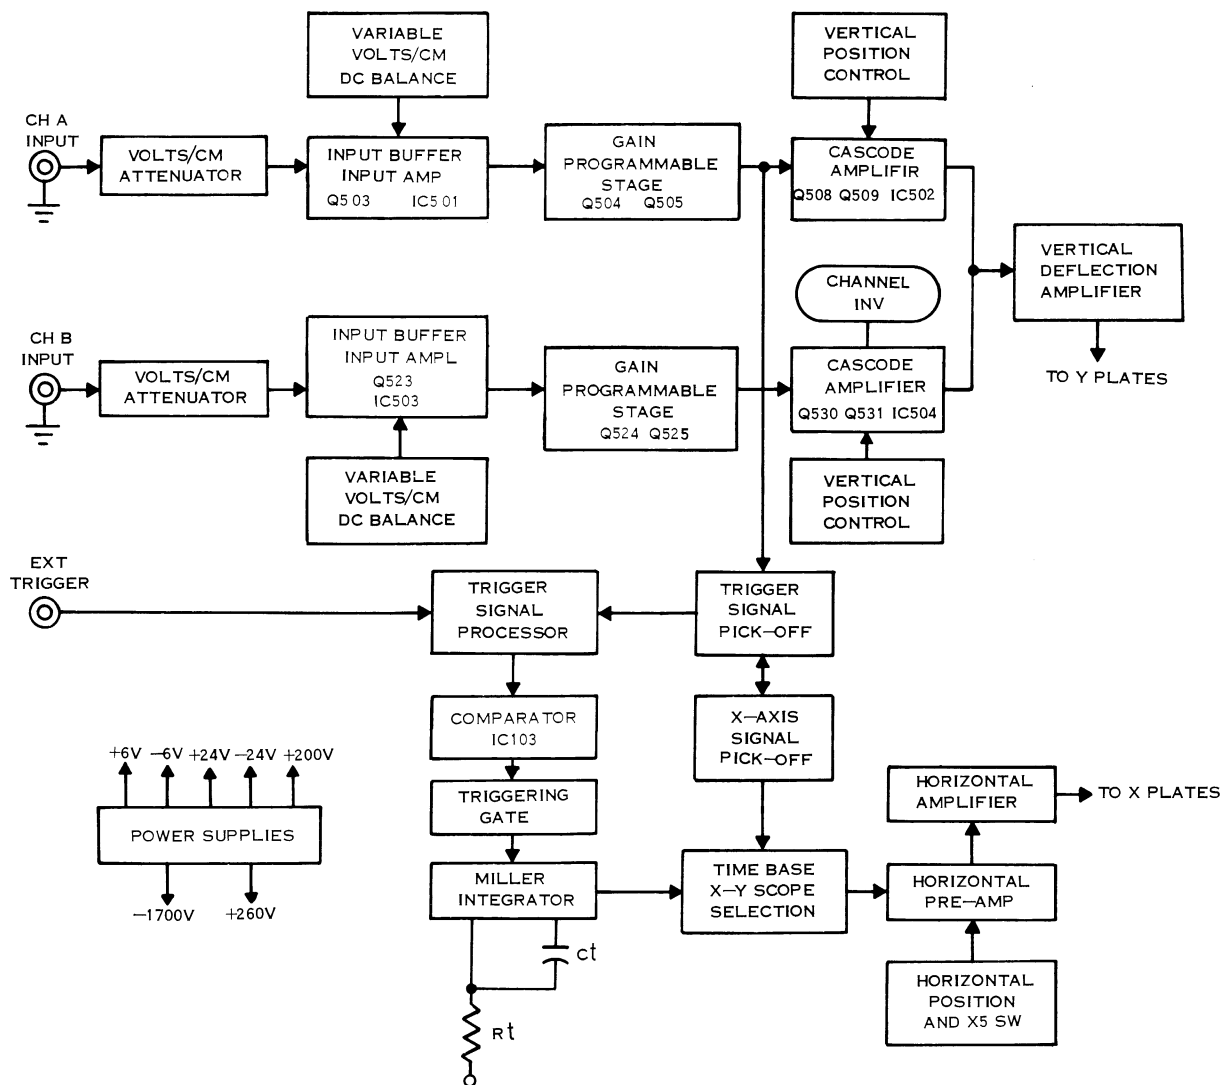 VARIABLE
VOLTS/CM
DC BALANCE
VERTICAL
POSITION
CONTROL
CH A
INPUT
VOLTS/CM
ATTENUATOR
INPUT BUFFER
INPUT AMP
Q503 IC501
GAIN
PROGRAMMABLE
STAGE
Q504 Q505
CASCODE
AMPLIFIR
Q508 Q509 IC502
VERTICAL
DEFLECTION
AMPLIFIER
TO Y PLATES
CHANNEL
INV
CH B
INPUT
VOLTS/CM
ATTENUATOR
INPUT BUFFER
INPUT AMPL
Q523
IC503
GAIN
PROGRAMMABLE
STAGE
Q524 Q525
CASCODE
AMPLIFIER
Q530 Q531 IC504
VARIABLE
VOLTS/CM
DC BALANCE
VERTICAL
POSITION
CONTROL
EXT
TRIGGER
TRIGGER
SIGNAL
PROCESSOR
TRIGGER
SIGNAL
PICK-OFF
COMPARATOR
IC103
X-AXIS
SIGNAL
PICK-OFF
+6V -6V +24V -24V +200V
POWER SUPPLIES
-1700V +260V
TRIGGERING
GATE
HORIZONTAL
AMPLIFIER
TO X PLATES
MILLER
INTEGRATOR
TIME BASE
X-Y SCOPE
SELECTION
HORIZONTAL
PRE-AMP
ct
Rt
HORIZONTAL
POSITION
AND X5 SW